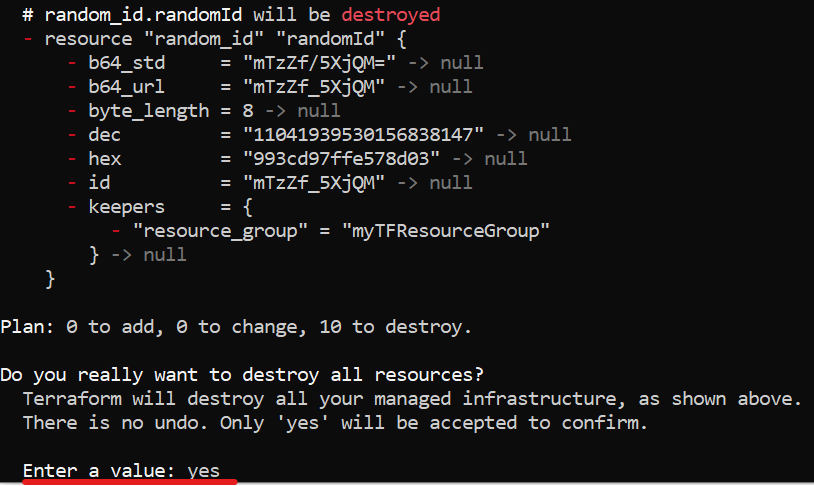 # random_id.randomId will be destroyed
- resource "random_id" "randomId" {
- b64_std = "mTzZf/5XjQM=" -> null
- b64_url = "mTzZf_5XjQM" -> null
- byte_length = 8 -> null
- dec = "11041939530156838147" -> null
- hex = "993cd97ffe578d03" -> null
- id = "mTzZf_5XjQM" -> null
- keepers = {
- "resource_group" = "myTFResourceGroup"
} -> null
}
Plan: 0 to add, 0 to change, 10 to destroy.
Do you really want to destroy all resources?
Terraform will destroy all your managed infrastructure, as shown above.
There is no undo. Only 'yes' will be accepted to confirm.
Enter a value: yes